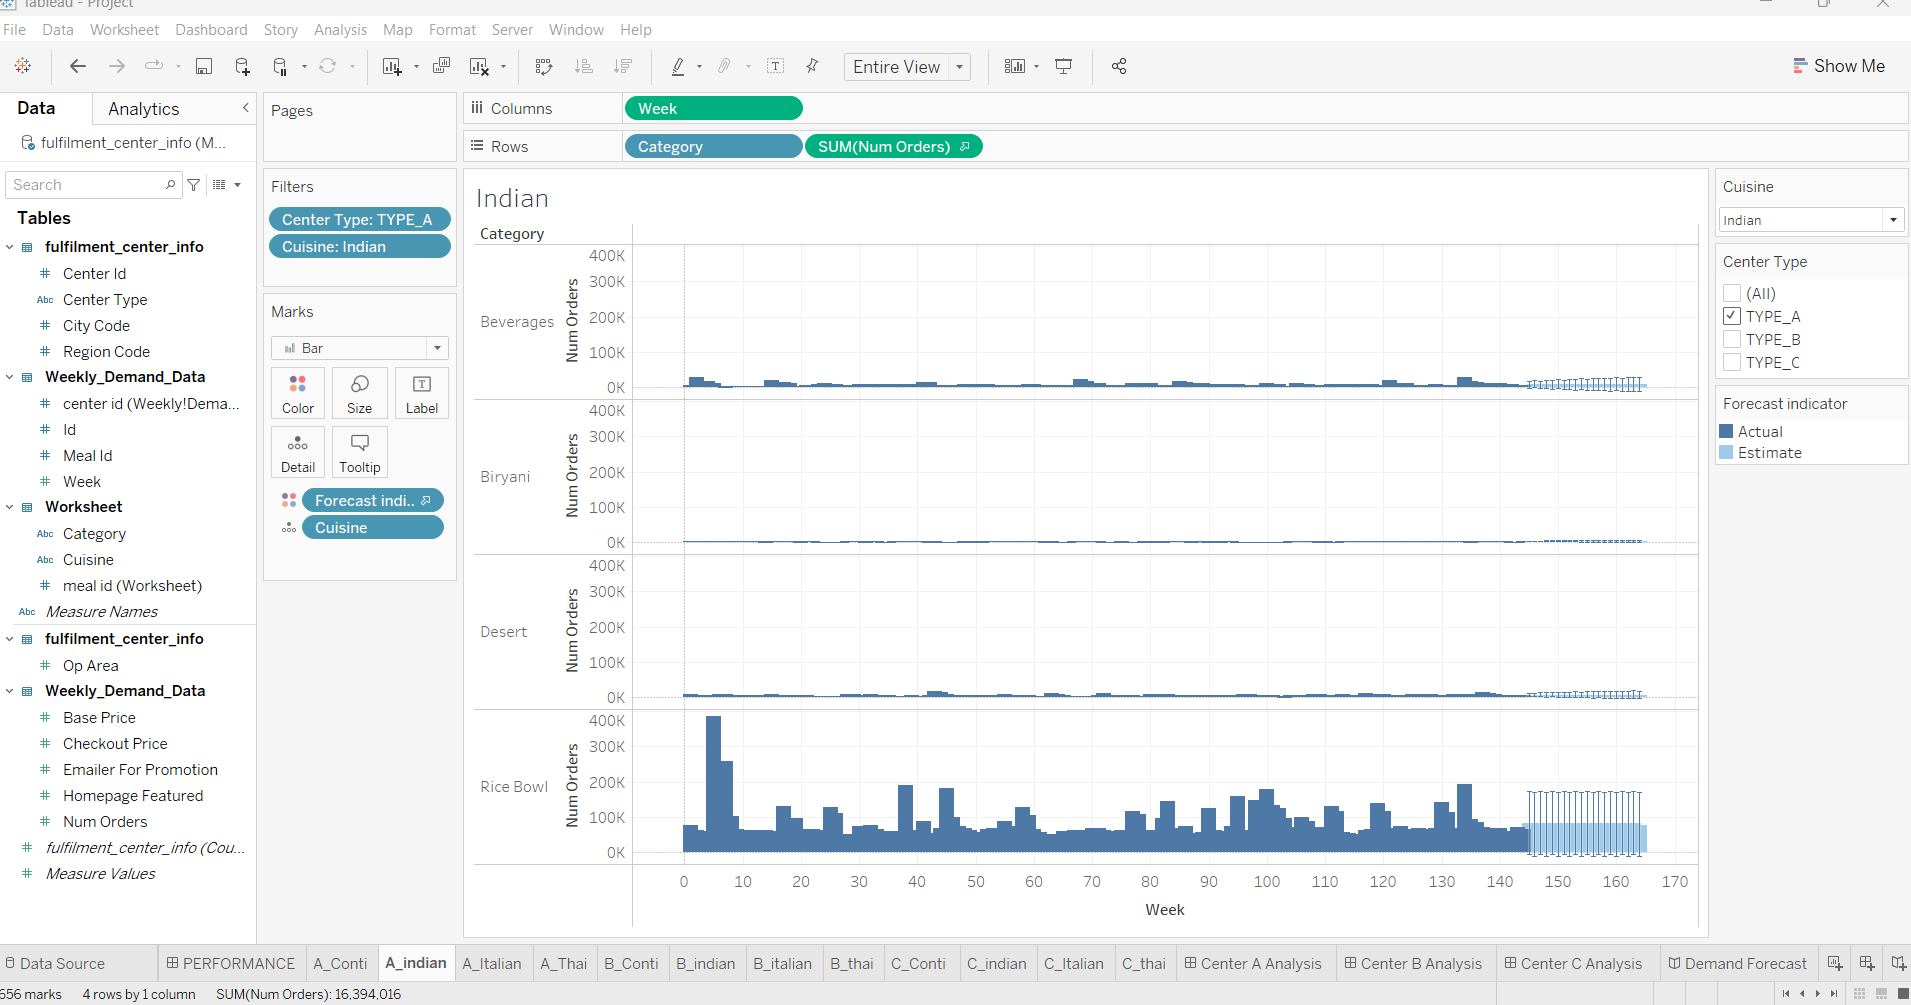 Tableau - Project
File Data Worksheet Dashboard Story Analysis Map Format Server Window Help
Entire View
Show Me
Data
Analytics
fulfilment_center_info (M...
Search
Tables
fulfilment_center_info
# Center Id
Abc Center Type
# City Code
# Region Code
Weekly_Demand_Data
# center id (Weekly!Dema...
# Id
# Meal Id
# Week
Worksheet
Abc Category
Abc Cuisine
# meal id (Worksheet)
Abc Measure Names
fulfilment_center_info
# Op Area
Weekly_Demand_Data
# Base Price
# Checkout Price
# Emailer For Promotion
# Homepage Featured
# Num Orders
# fulfilment_center_info (Cou...
# Measure Values
Pages
Filters
Center Type: TYPE_A
Cuisine: Indian
Marks
Bar
Color
Size
Label
Detail
Tooltip
Forecast indi..
Cuisine
Columns
Week
Rows
Category
SUM(Num Orders)
Indian
Category
Beverages
Num Orders
400K
300K
200K
100K
0K
Biryani
Num Orders
400K
300K
200K
100K
0K
Desert
Num Orders
400K
300K
200K
100K
0K
Rice Bowl
Num Orders
400K
300K
200K
100K
0K
0 10 20 30 40 50 60 70 80 90 100 110 120 130 140 150 160 170
Week
Cuisine
Indian
Center Type
(All)
TYPE_A
TYPE_B
TYPE_C
Forecast indicator
Actual
Estimate
Data Source PERFORMANCE A_Conti A_indian A_Italian A_Thai B_Conti B_indian B_italian B_thai C_Conti C_indian C_Italian C_thai Center A Analysis Center B Analysis Center C Analysis Demand Forecast
656 marks 4 rows by 1 column SUM(Num Orders): 16,394,016